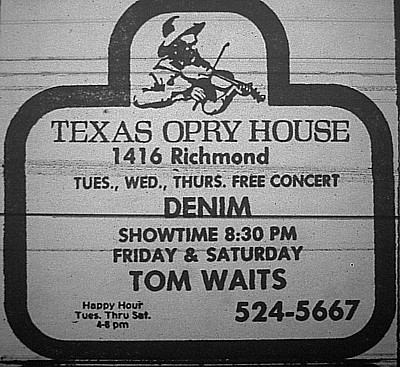 TEXAS OPRY HOUSE
1416 Richmond
TUES., WED., THURS. FREE CONCERT
DENIM
SHOWTIME 8:30 PM
FRIDAY & SATURDAY
TOM WAITS
Happy Hour
Tues. Thru Sat.
4-8 pm
524-5667